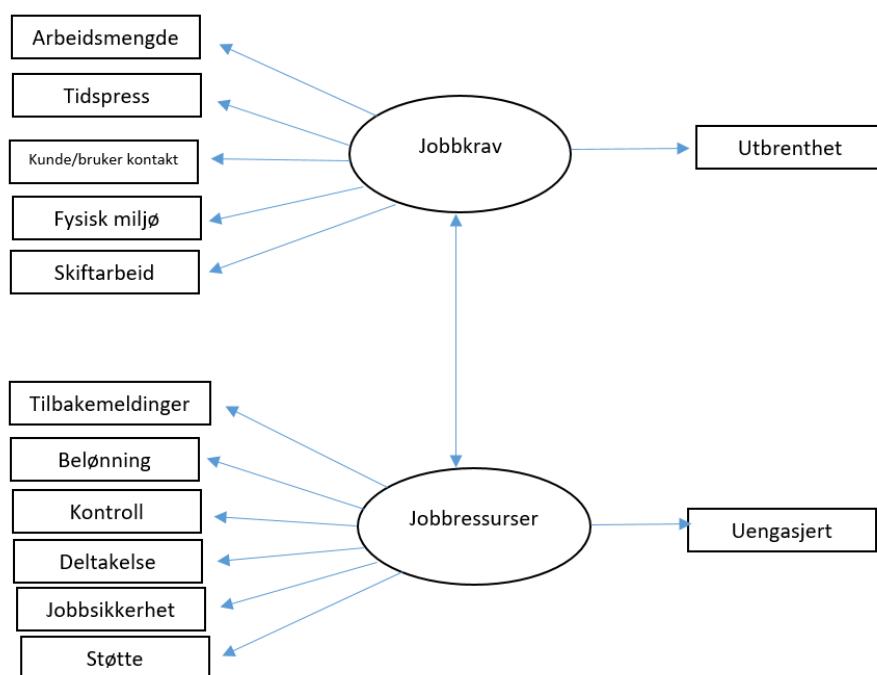 Arbeidsmengde
Tidspress
Kunde/bruker kontakt
Fysisk miljø
Skiftarbeid
Jobbkrav
Utbrenthet
Tilbakemeldinger
Belønning
Kontroll
Deltakelse
Jobbsikkerhet
Støtte
Jobbressurser
Uengasjert